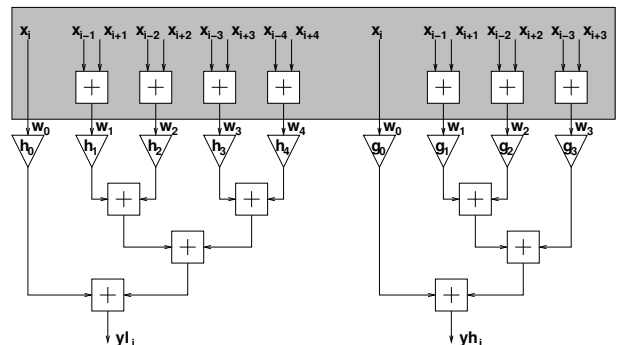 x_i x_{i-1} x_{i+1} x_{i-2} x_{i+2} x_{i-3} x_{i+3} x_{i-4} x_{i+4} x_i x_{i-1} x_{i+1} x_{i-2} x_{i+2} x_{i-3} x_{i+3}
+ + + + + + +
w_0 w_1 w_2 w_3 w_4 w_0 w_1 w_2 w_3
h_0 h_1 h_2 h_3 h_4 g_0 g_1 g_2 g_3
+ + +
+ +
+ +
yl_i yh_i